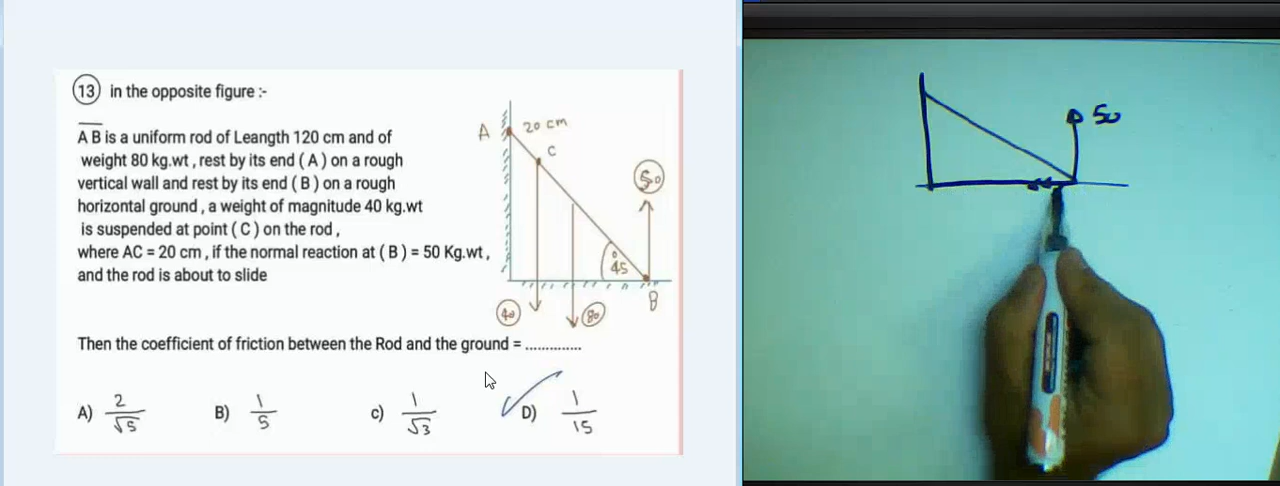 13 in the opposite figure :-
A B is a uniform rod of Leangth 120 cm and of
weight 80 kg.wt , rest by its end ( A ) on a rough
vertical wall and rest by its end ( B ) on a rough
horizontal ground , a weight of magnitude 40 kg.wt
is suspended at point ( C ) on the rod ,
where AC = 20 cm , if the normal reaction at ( B ) = 50 Kg.wt ,
and the rod is about to slide
A
20 cm
C
50
45°
B
40
80
Then the coefficient of friction between the Rod and the ground = ..............
A) 2/√5 B) 1/5 c) 1/√3 D) 1/15
50